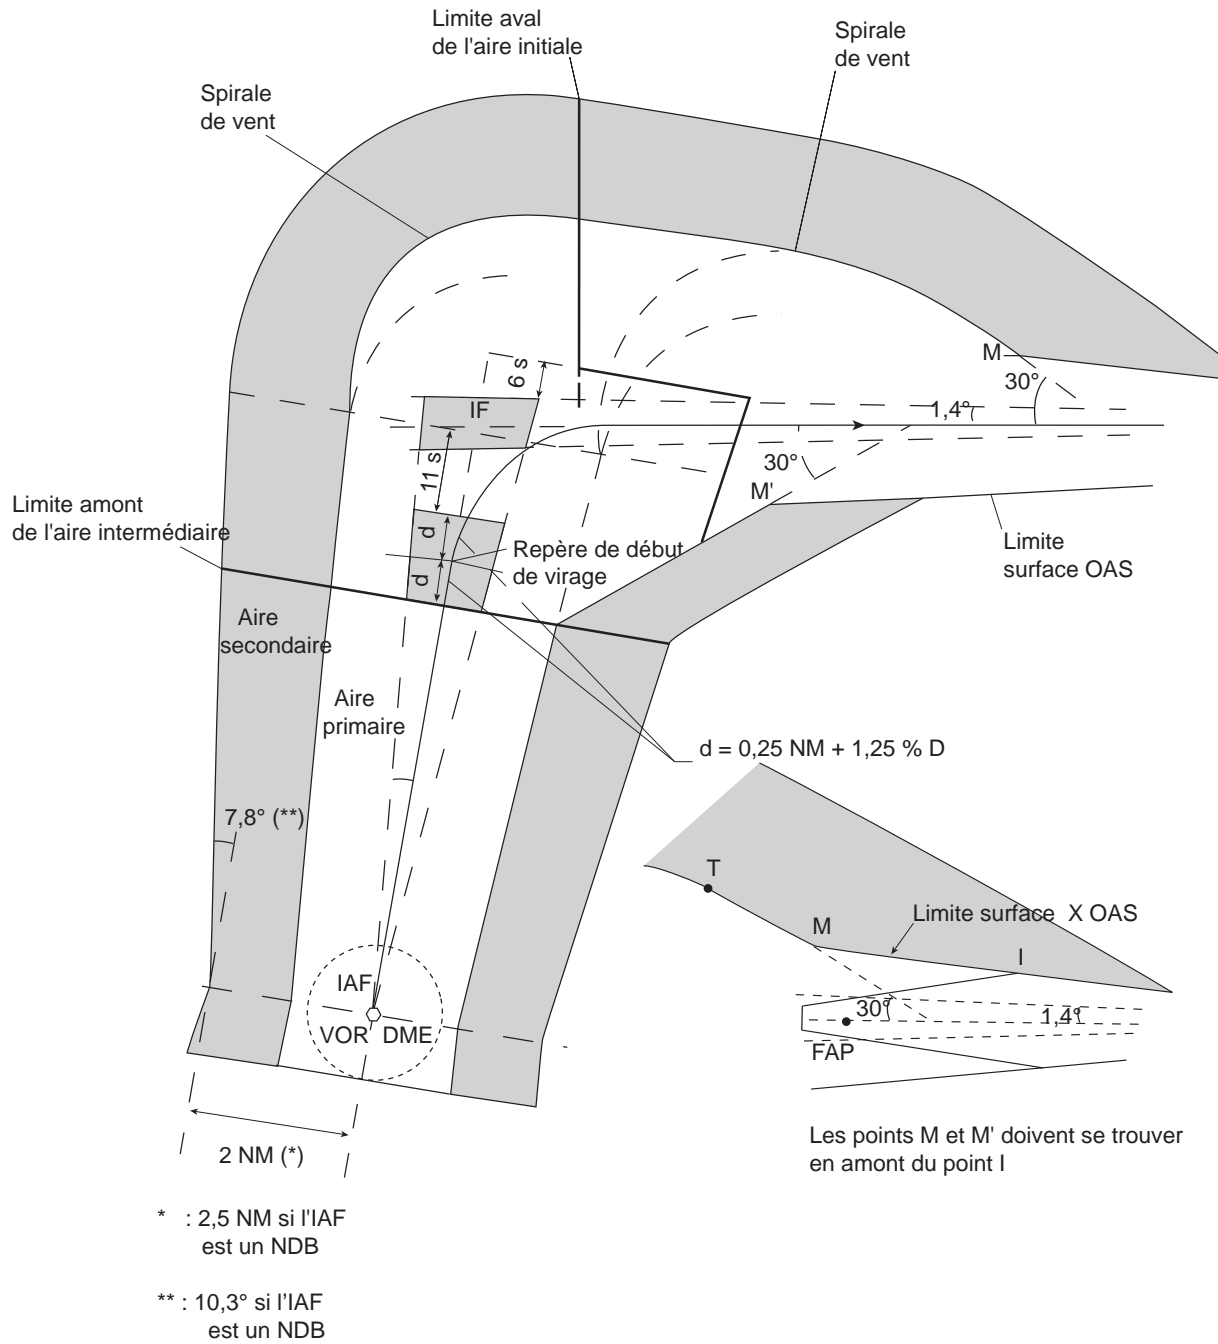 Limite aval
de l'aire initiale
Spirale
de vent
Spirale
de vent
6 s
M
30°
IF
1,4°
11 s
30°
M'
Limite amont
de l'aire intermédiaire
d
Repère de début
de virage
d
Limite
surface OAS
Aire
secondaire
Aire
primaire
d = 0,25 NM + 1,25 % D
7,8° (**)
T
M
Limite surface X OAS
I
IAF
VOR DME
30°
1,4°
FAP
2 NM (*)
Les points M et M' doivent se trouver
en amont du point I
* : 2,5 NM si l'IAF
est un NDB
** : 10,3° si l'IAF
est un NDB